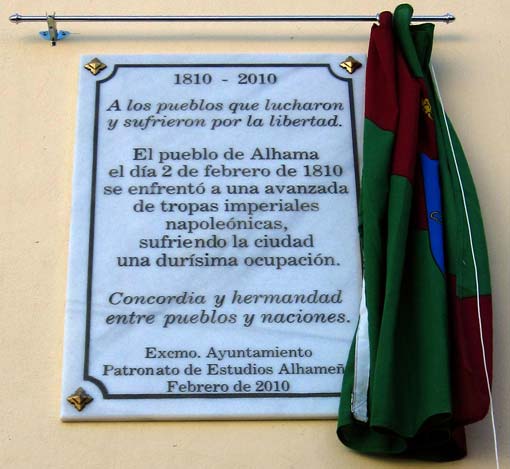 1810 - 2010
A los pueblos que lucharon
y sufrieron por la libertad.
El pueblo de Alhama
el día 2 de febrero de 1810
se enfrentó a una avanzada
de tropas imperiales
napoleónicas,
sufriendo la ciudad
una durísima ocupación.
Concordia y hermandad
entre pueblos y naciones.
Excmo. Ayuntamiento
Patronato de Estudios
Febrero de 2010